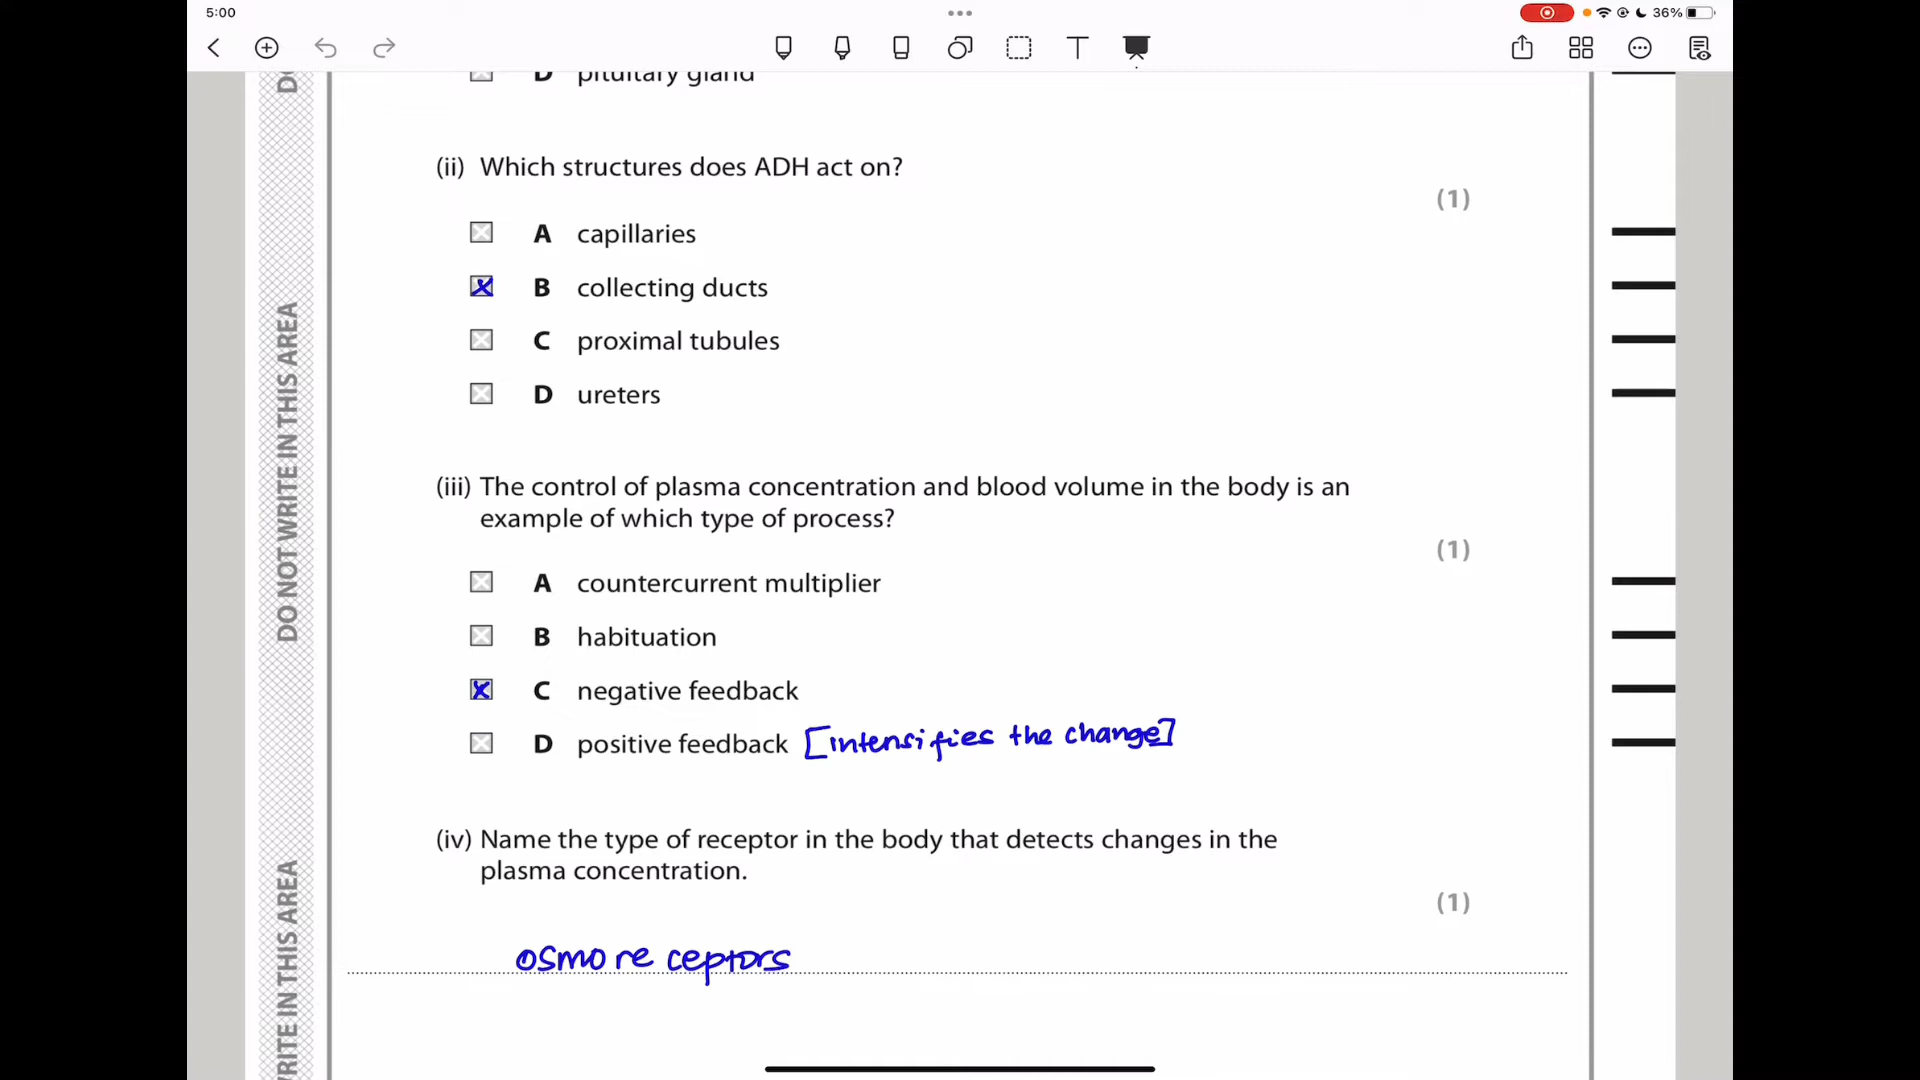 5:00
36%
D pituitary gland
(ii) Which structures does ADH act on?
(1)
A capillaries
B collecting ducts
C proximal tubules
D ureters
(iii) The control of plasma concentration and blood volume in the body is an
example of which type of process?
(1)
A countercurrent multiplier
B habituation
C negative feedback
D positive feedback [intensifies the change]
(iv) Name the type of receptor in the body that detects changes in the
plasma concentration.
(1)
osmoreceptors
DO
DO NOT WRITE IN THIS AREA
WRITE IN THIS AREA